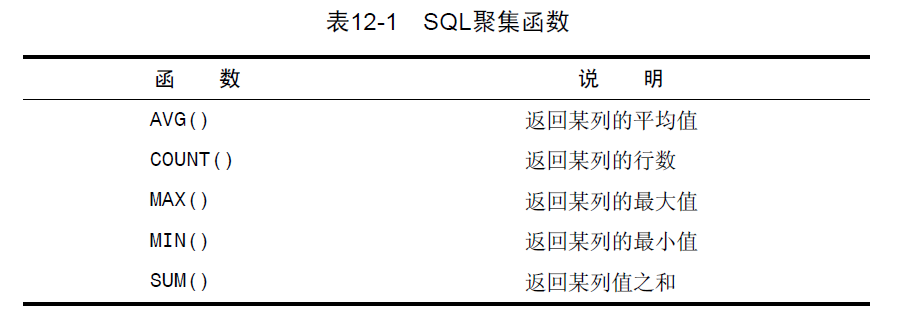 表12-1 SQL聚集函数
函 数 说 明
AVG() 返回某列的平均值
COUNT() 返回某列的行数
MAX() 返回某列的最大值
MIN() 返回某列的最小值
SUM() 返回某列值之和